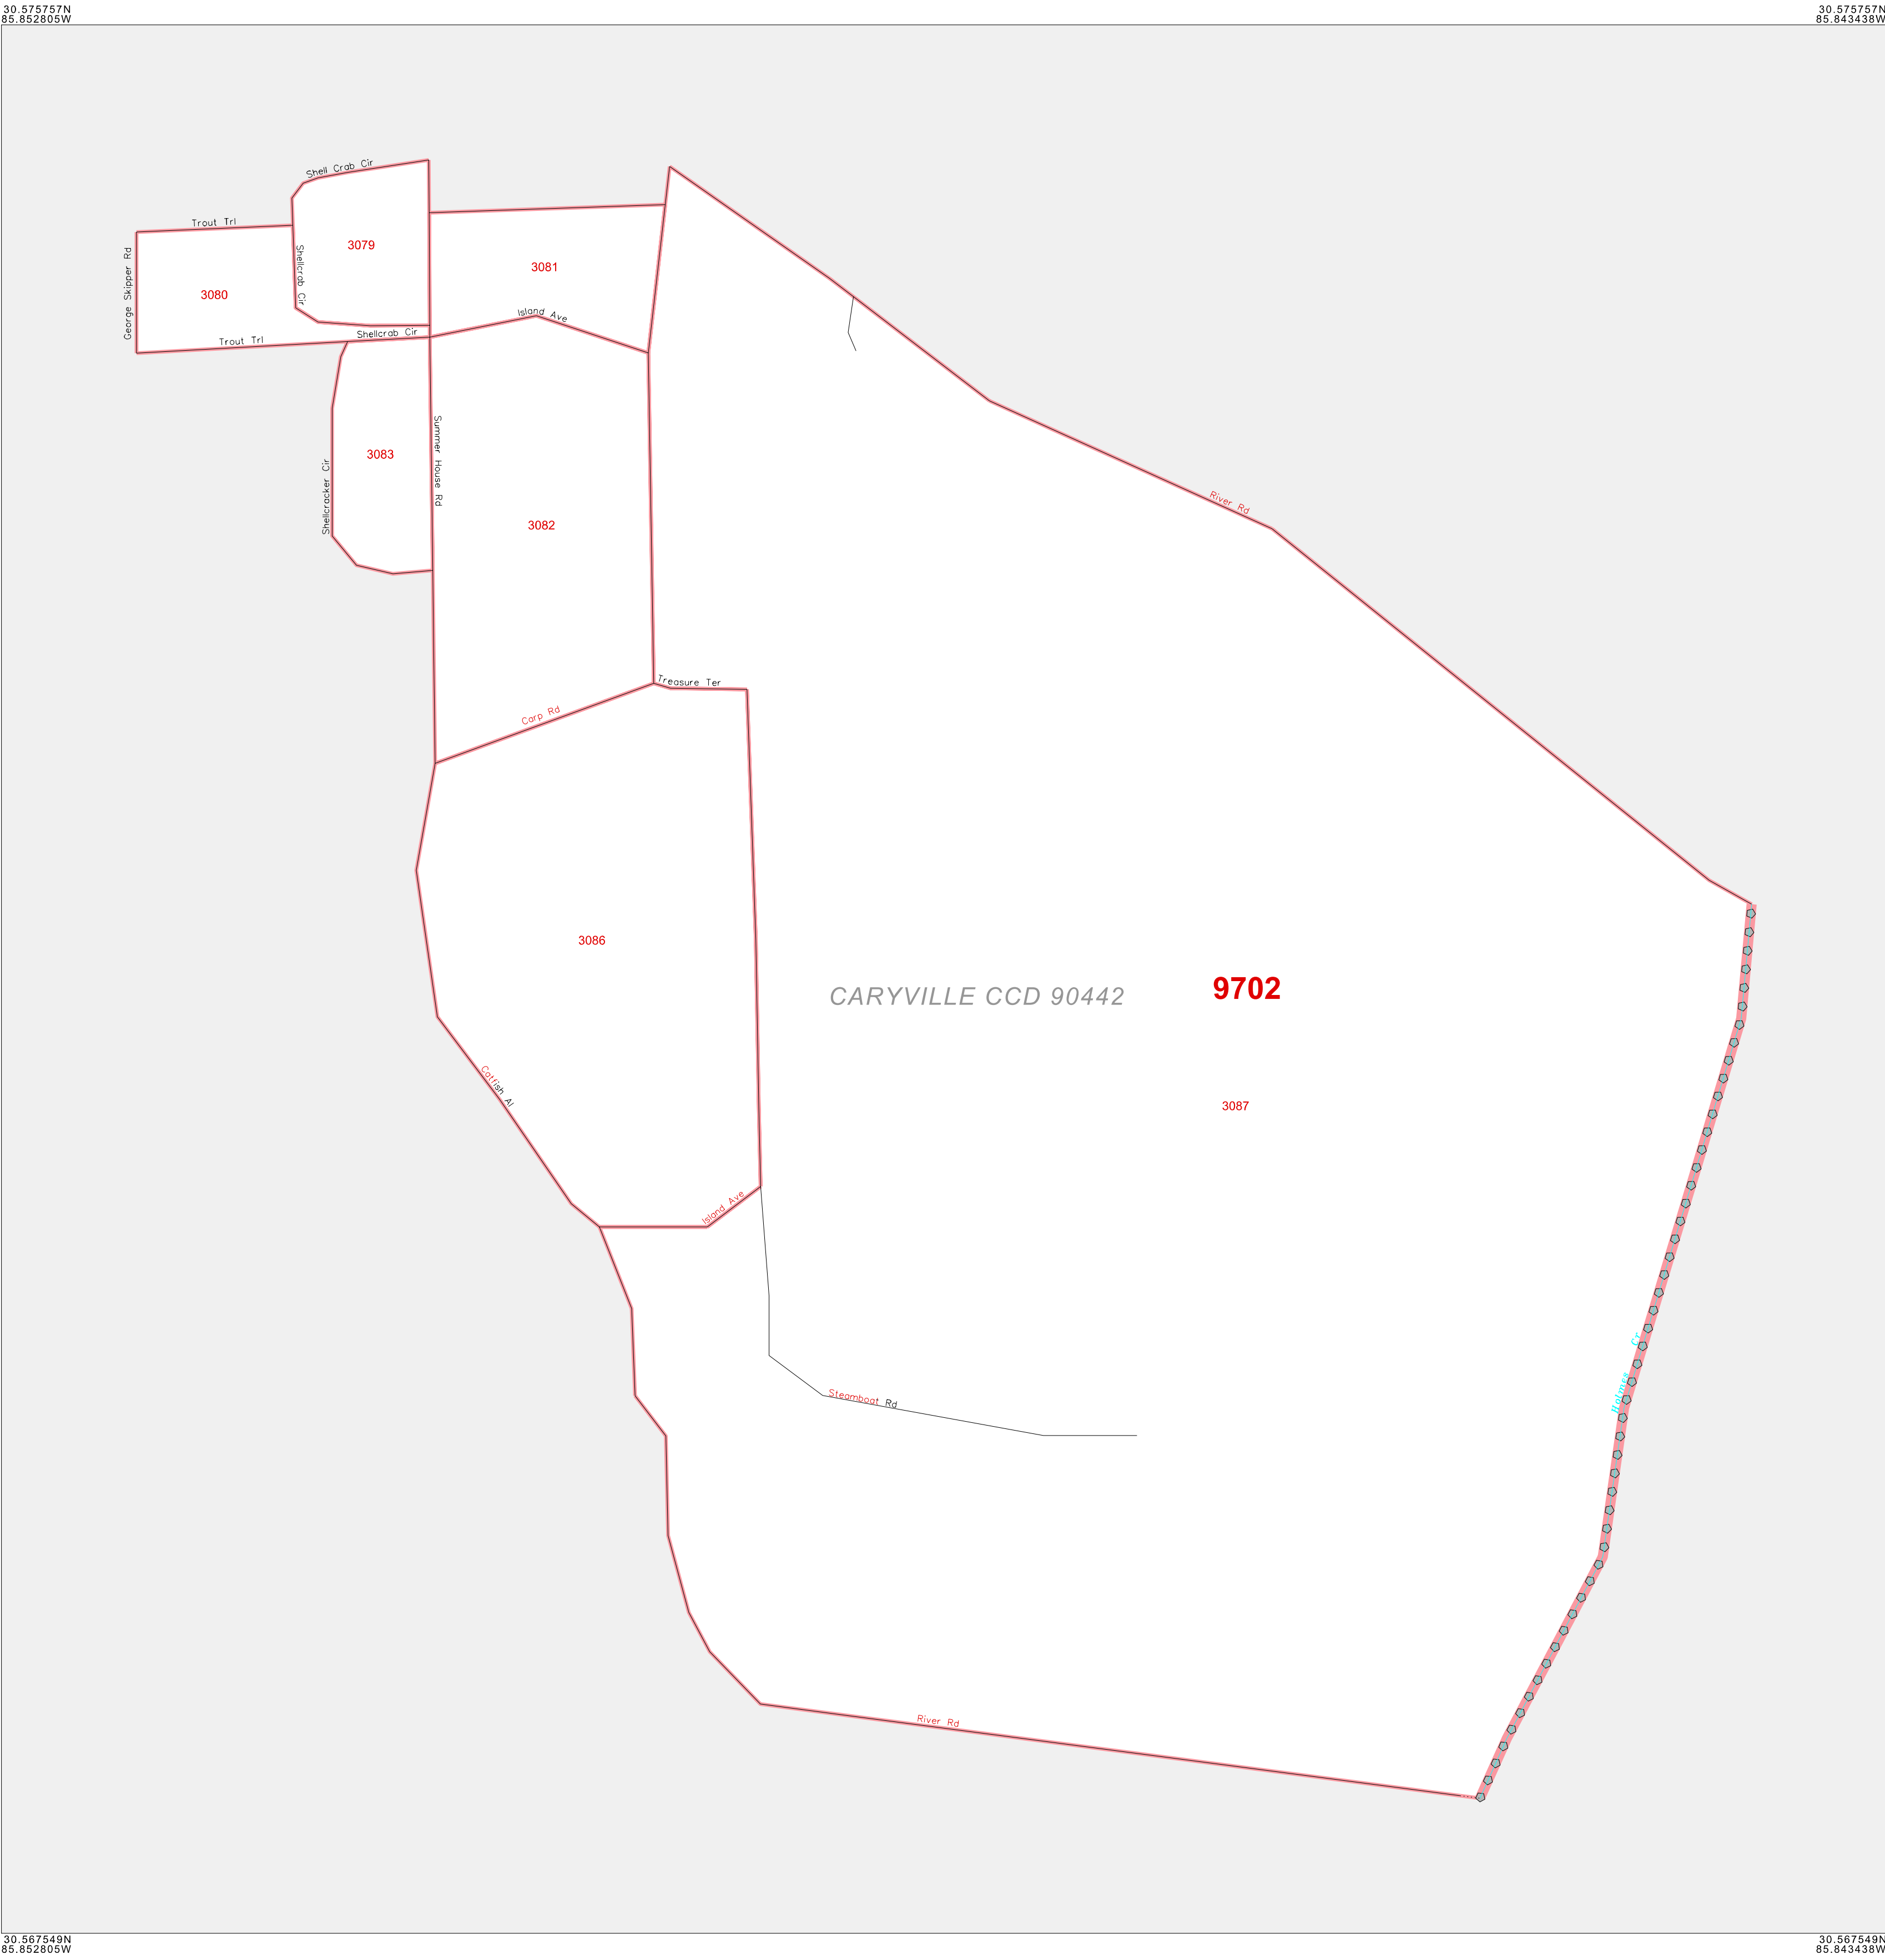 30.575757N
85.852805W
30.575757N
85.843438W
Shell Crab Cir
Trout Trl
George Skipper Rd
3079
Shellcrab Cir
3080
3081
Island Ave
Shellcrab Cir
Trout Trl
Summer House Rd
3083
Shellcracker Cir
River Rd
3082
Treasure Ter
Carp Rd
3086
CARYVILLE CCD 90442
9702
Catfish Al
3087
Island Ave
Holmes Cr
Steamboat Rd
River Rd
30.567549N
85.852805W
30.567549N
85.843438W